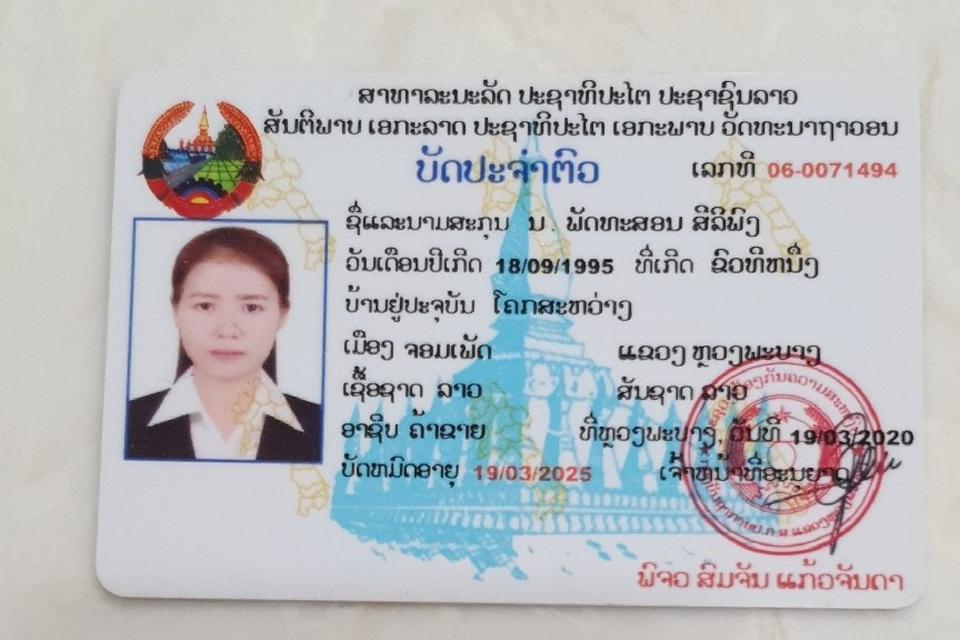 ສາທາລະນະລັດ ປະຊາທິປະໄຕ ປະຊາຊົນລາວ
ສັນຕິພາບ ເອກະລາດ ປະຊາທິປະໄຕ ເອກະພາບ ວັດທະນາຖາວອນ
ບັດປະຈຳຕົວ ເລກທີ 06-0071494
ຊື່ແລະນາມສະກຸນ ນ. ພັດທະສອນ ສີລິພົງ
ວັນເດືອນປີເກີດ 18/09/1995 ທີ່ເກີດ ຂົວທີຫນຶ່ງ
ບ້ານຢູ່ປະຈຸບັນ ໂຄກສະຫວ່າງ
ເມືອງ ຈອມເພັດ ແຂວງ ຫຼວງພະບາງ
ເຊື້ອຊາດ ລາວ ສັນຊາດ ລາວ
ອາຊິບ ຄ້າຂາຍ ທີ່ຫຼວງພະບາງ, ວັນທີ 19/03/2020
ບັດຫມົດອາຍຸ 19/03/2025 ເຈົ້າຫນ້າທີ່ອະນຸຍາດ
ພົຈວ ສົມຈັນ ແກ້ວຈັນດາ